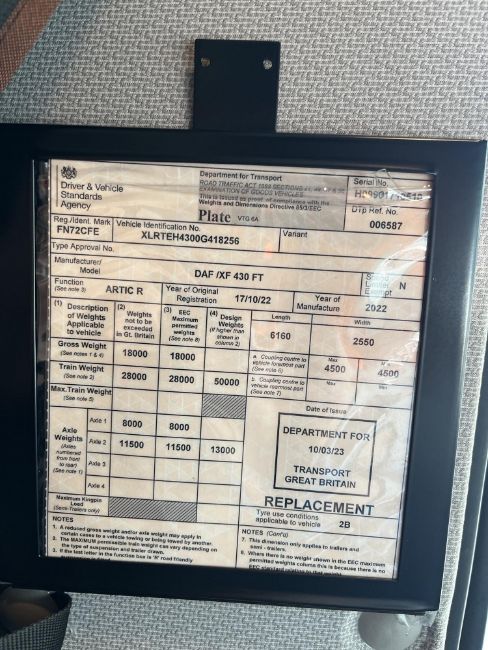 Driver & Vehicle
Standards
Agency
Department for Transport
ROAD TRAFFIC ACT 1988 SECTIONS
EXAMINATION OF GOODS VEHICLES
This is issued as proof of compliance with the
Weights and Dimensions Directive 85/3/EEC
Plate VTG 6A
Serial No.
DTp Ref. No.
006587
Reg./Ident. Mark
FN72CFE
Vehicle Identification No.
XLRTEH4300G418256
Variant
Type Approval No.
Manufacturer/
Model
DAF /XF 430 FT
Speed
Limiter
Exempt
N
Function
(See note 3)
ARTIC R
Year of Original
Registration
17/10/22
Year of
Manufacture
2022
(1) Description
of Weights
Applicable
to vehicle
(2) Weights
not to be
exceeded
in Gt. Britain
(3) EEC
Maximum
permitted
weights
(See note 8)
(4) Design
Weights
(if higher than
shown in
column 2)
Length
6160
Width
2550
Gross Weight
(See notes 1 & 4)
18000
18000
a. Coupling centre to
vehicle foremost part
(See note 6)
Max
4500
4500
Train Weight
(See note 2)
28000
28000
50000
b. Coupling centre to
vehicle rearmost part
(See note 7)
Max
Min
Max.Train Weight
(See note 5)
Axle
Weights
(Axles
numbered
from front
to rear)
(See note 1)
Axle 1
8000
8000
Axle 2
11500
11500
13000
Axle 3
Axle 4
Date of Issue
DEPARTMENT FOR
10/03/23
TRANSPORT
GREAT BRITAIN
REPLACEMENT
Maximum Kingpin
Load
(Semi-Trailers only)
Tyre use conditions
applicable to vehicle
2B
NOTES
1. A reduced gross weight and/or axle weight may apply in
certain cases to a vehicle towing or being towed by another.
2. The MAXIMUM permissible train weight can vary depending on
the type of suspension and trailer drawn.
3. If the last letter in the function box is 'R' road friendly
NOTES (Cont'd)
7. This dimension only applies to trailers and
semi - trailers.
8. Where there is no weight shown in the EEC maximum
permitted weights column this is because there is no
EEC standard relating to that weight